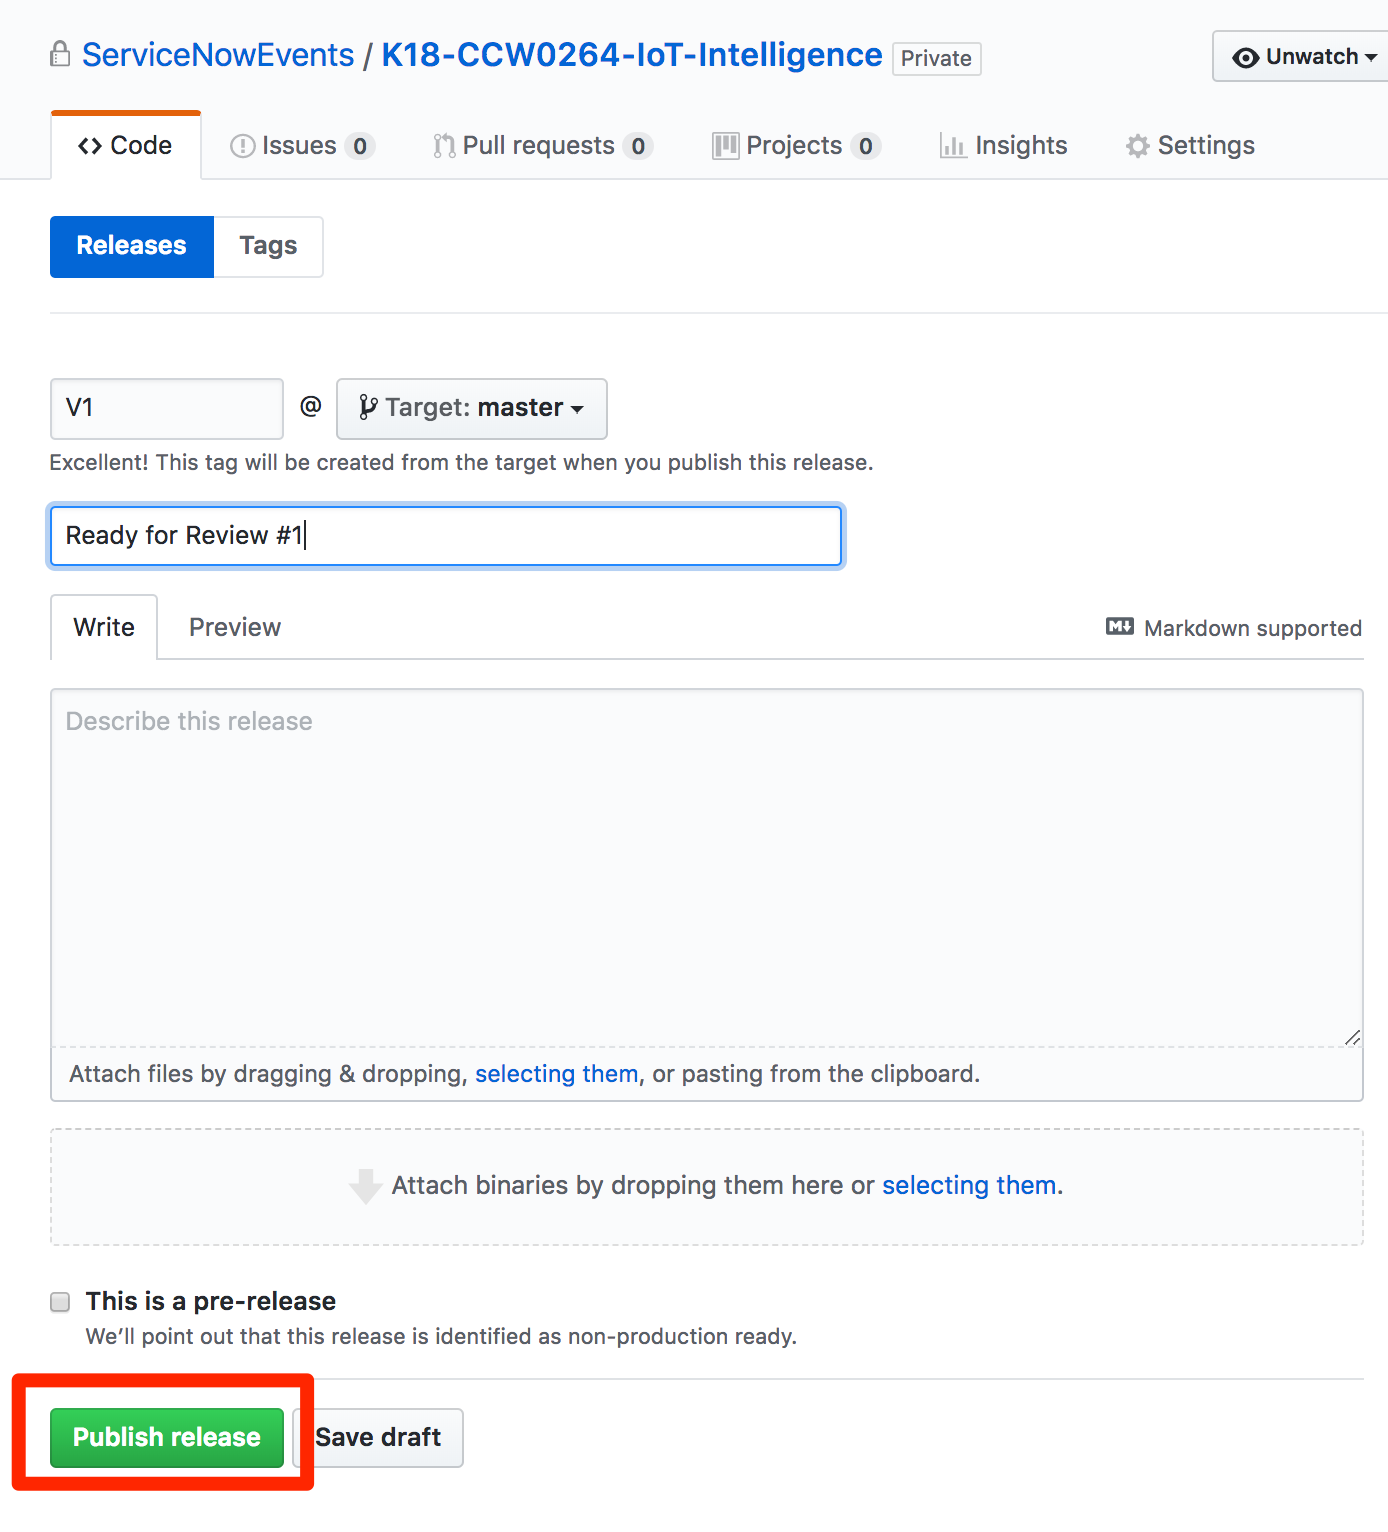 ServiceNowEvents / K18-CCW0264-IoT-Intelligence Private Unwatch
Code Issues 0 Pull requests 0 Projects 0 Insights Settings
Releases Tags
V1 @ Target: master
Excellent! This tag will be created from the target when you publish this release.
Ready for Review #1
Write Preview Markdown supported
Describe this release
Attach files by dragging & dropping, selecting them, or pasting from the clipboard.
Attach binaries by dropping them here or selecting them.
This is a pre-release
We’ll point out that this release is identified as non-production ready.
Publish release Save draft